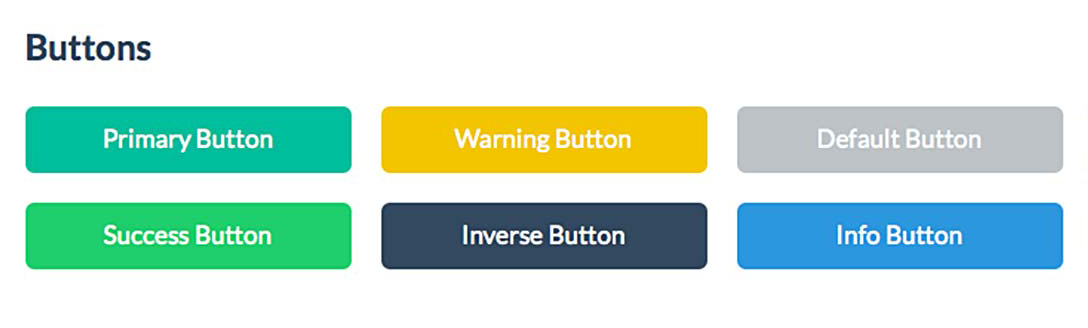 Buttons
Primary Button
Warning Button
Default Button
Success Button
Inverse Button
Info Button